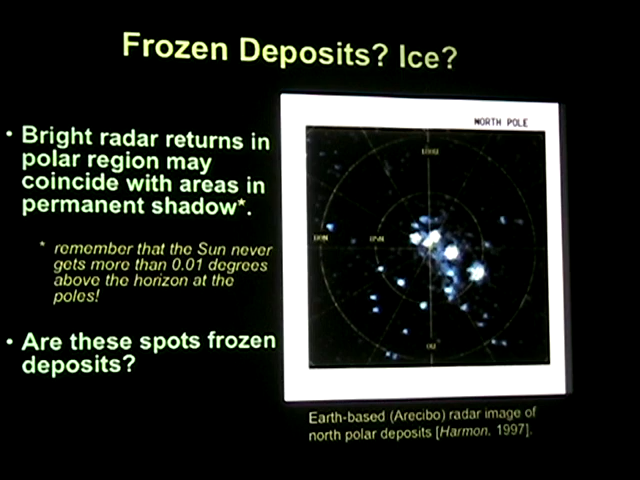 Frozen Deposits? Ice?
• Bright radar returns in
polar region may
coincide with areas in
permanent shadow*.
* remember that the Sun never
gets more than 0.01 degrees
above the horizon at the
poles!
• Are these spots frozen
deposits?
NORTH POLE
Earth-based (Arecibo) radar image of
north polar deposits [Harmon. 1997].